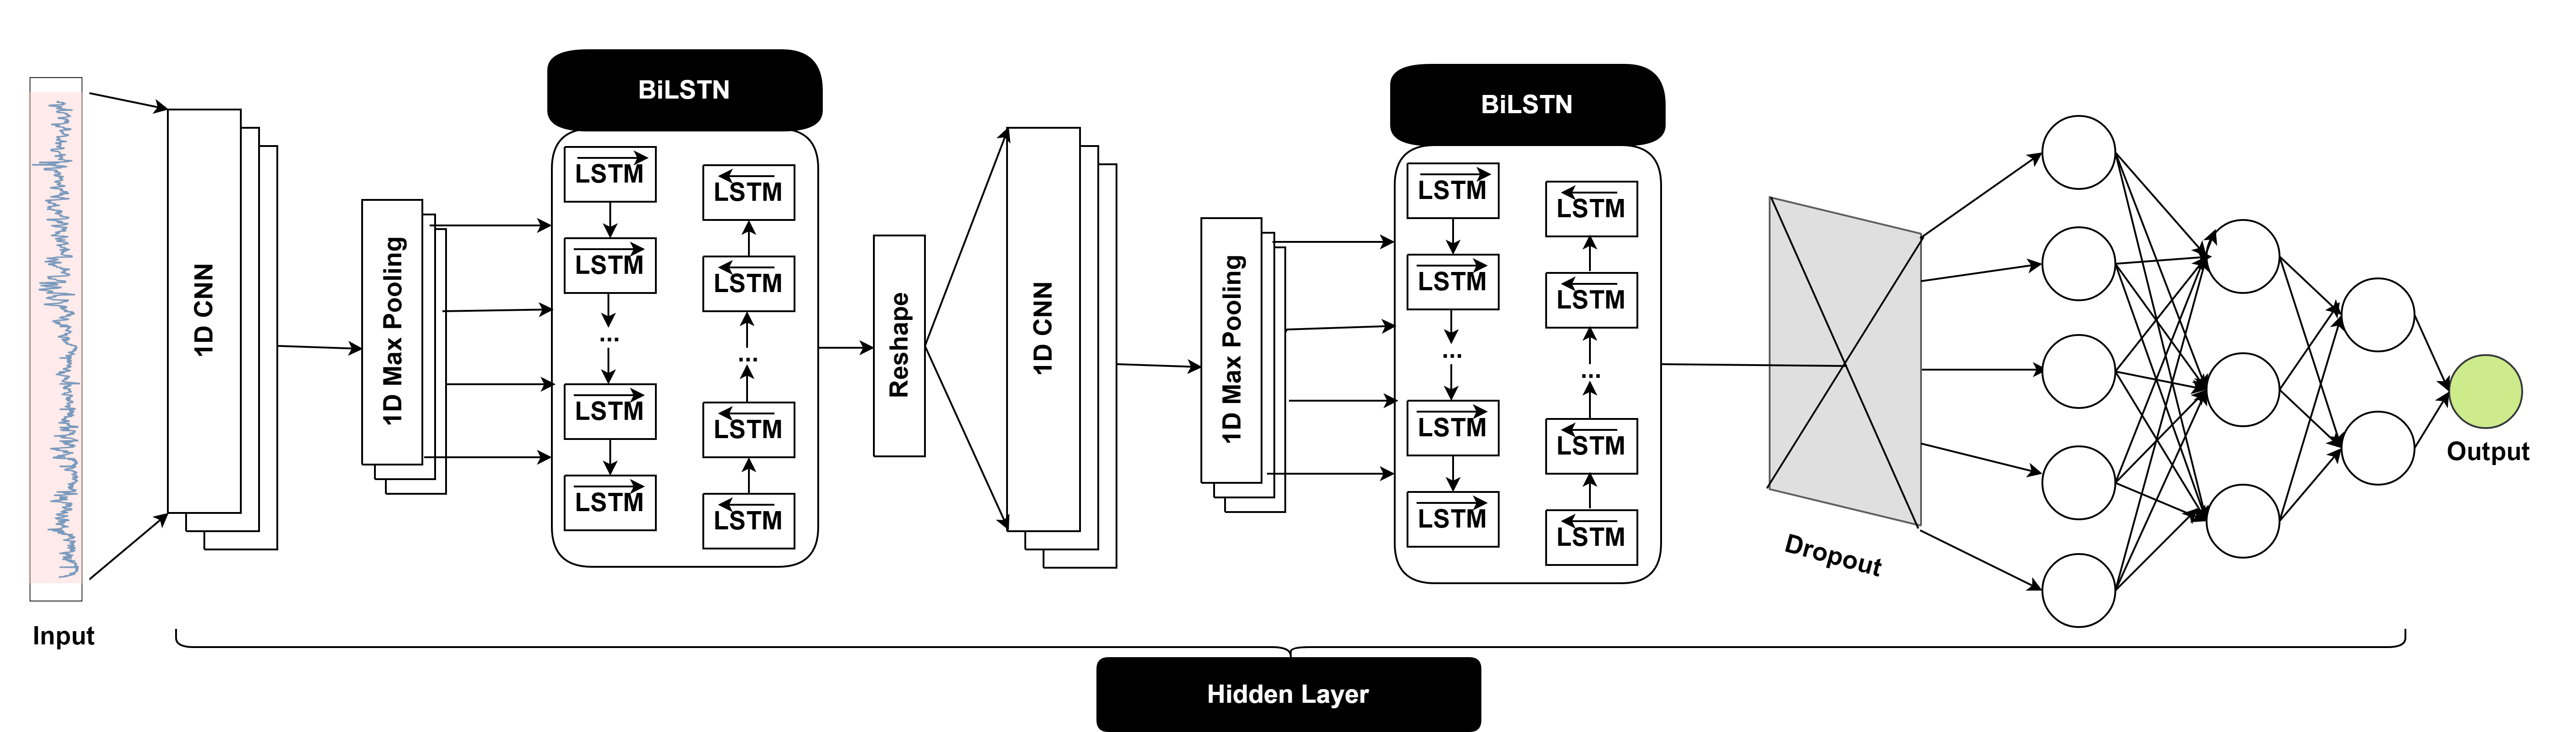 Input
1D CNN
1D Max Pooling
BiLSTN
LSTM
LSTM
...
LSTM
LSTM
LSTM
LSTM
...
LSTM
LSTM
Reshape
1D CNN
1D Max Pooling
BiLSTN
LSTM
LSTM
...
LSTM
LSTM
LSTM
LSTM
...
LSTM
LSTM
Dropout
Output
Hidden Layer